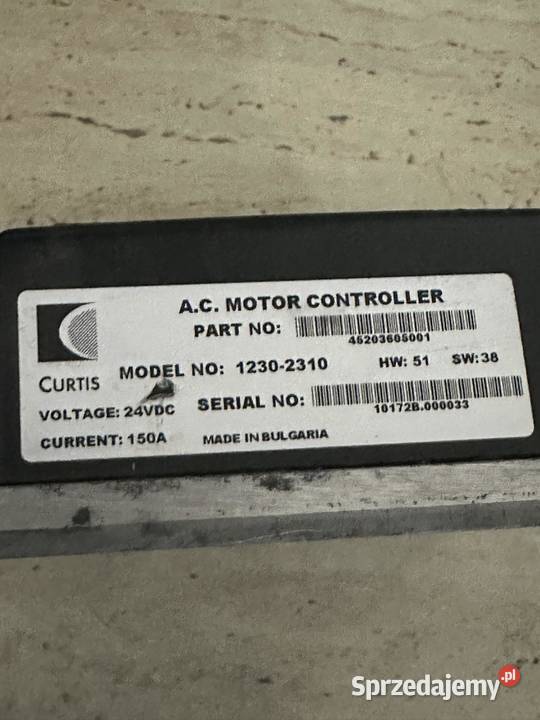 A.C. MOTOR CONTROLLER
PART NO:
45203605001
CURTIS
MODEL NO: 1230-2310 HW: 51 SW: 38
VOLTAGE: 24VDC
SERIAL NO:
10172B.000033
CURRENT: 150A
MADE IN BULGARIA
Sprzedajemy.pl